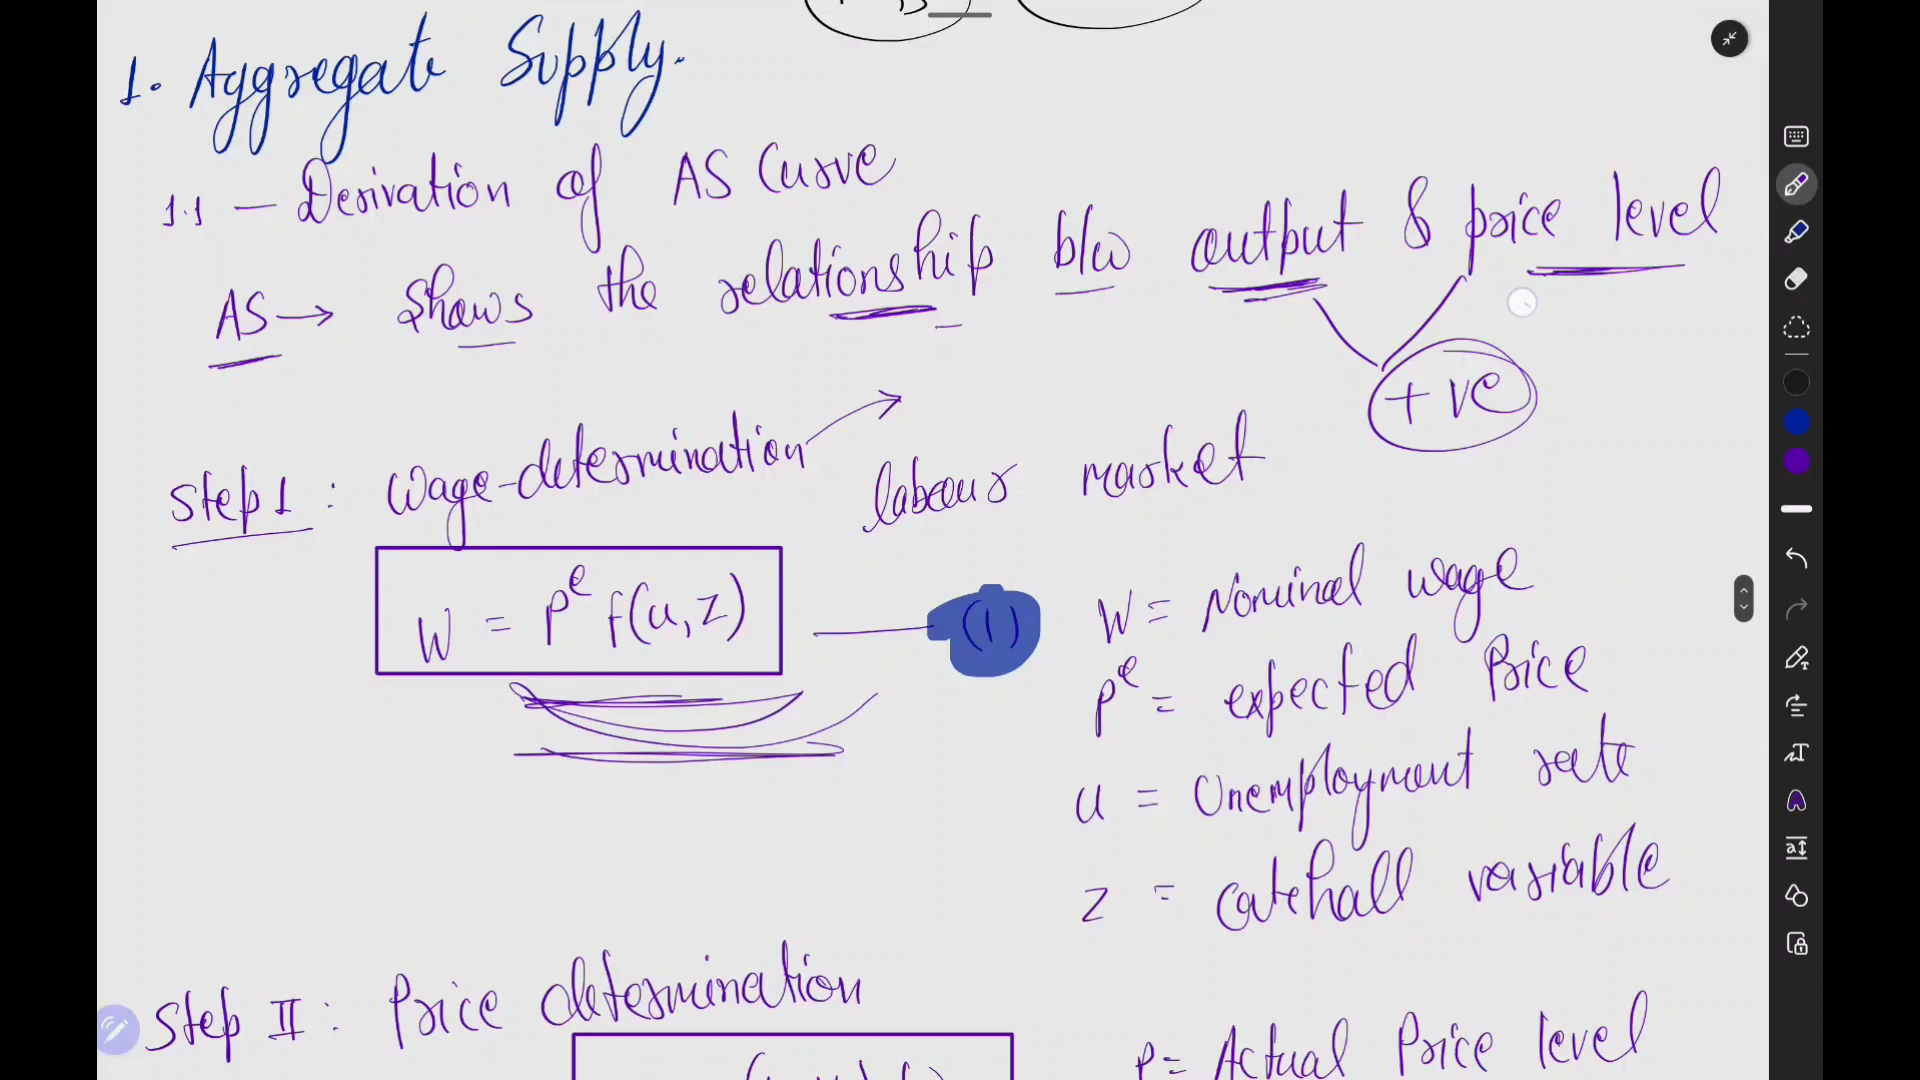 1. Aggregate Supply.
1.1 — Derivation of AS Curve
AS → Shows the relationship b/w output & price level
+ve
Step 1 : Wage-determination
labour market
W = P^e f(u, z) — (1)
W = Nominal wage
P^e = expected Price
u = Unemployment rate
z = catchall variable
Step II : Price determination
P = Actual Price level